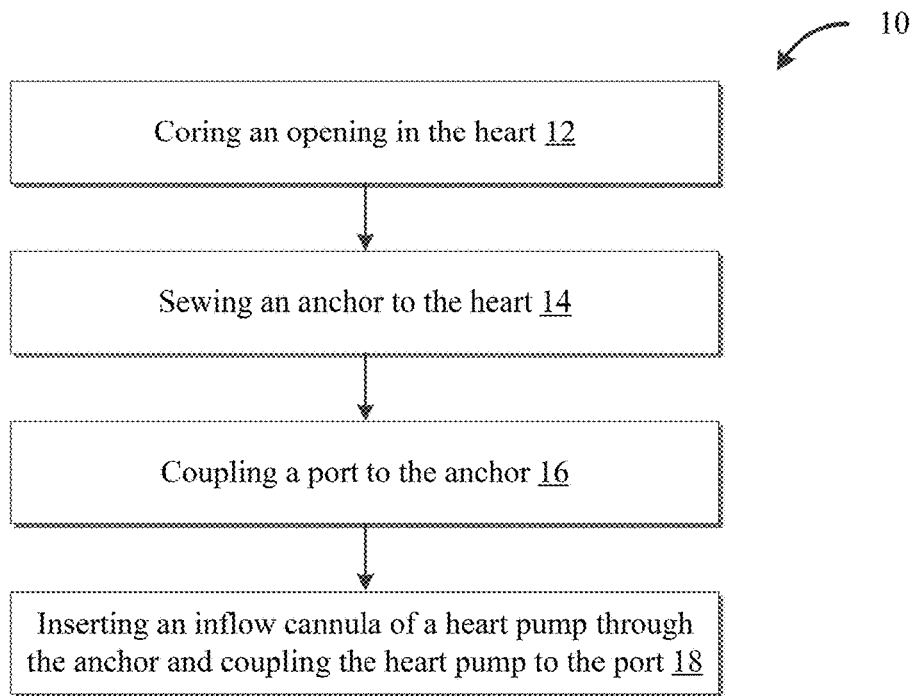 10
Coring an opening in the heart 12
Sewing an anchor to the heart 14
Coupling a port to the anchor 16
Inserting an inflow cannula of a heart pump through
the anchor and coupling the heart pump to the port 18